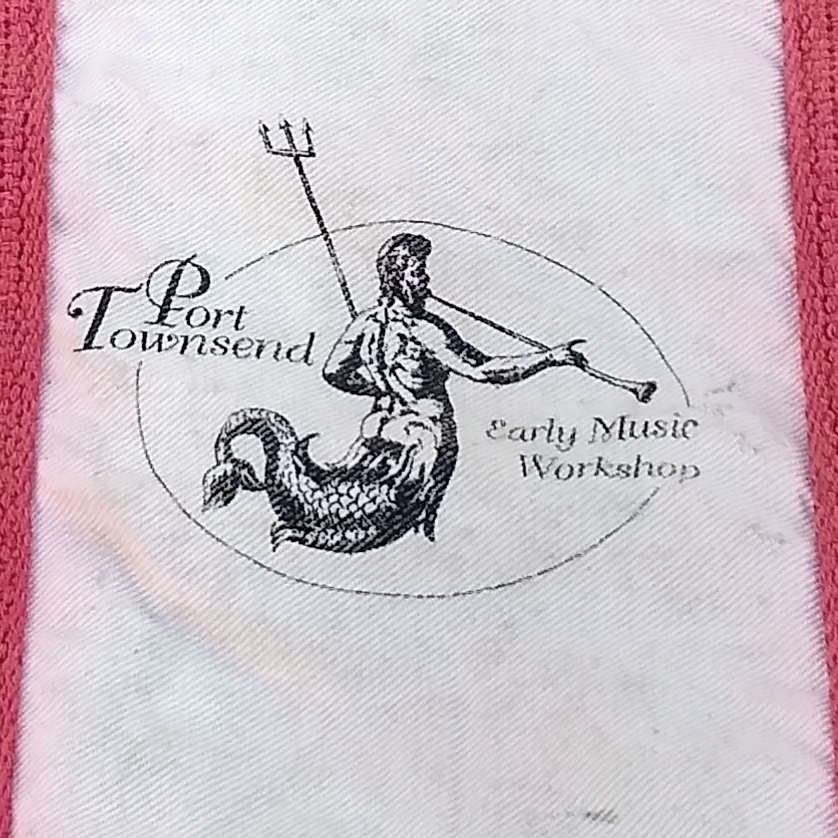 Port
Townsend
Early Music
Workshop